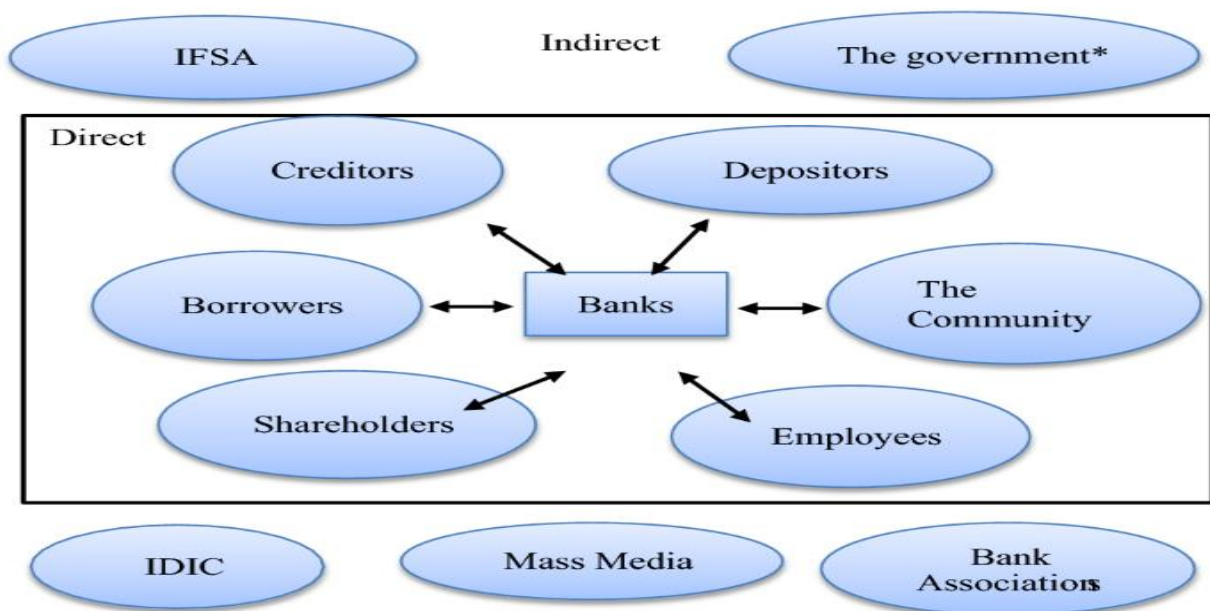 IFSA
Indirect
The government*
Direct
Creditors
Depositors
Borrowers
Banks
The
Community
Shareholders
Employees
IDIC
Mass Media
Bank
Associations